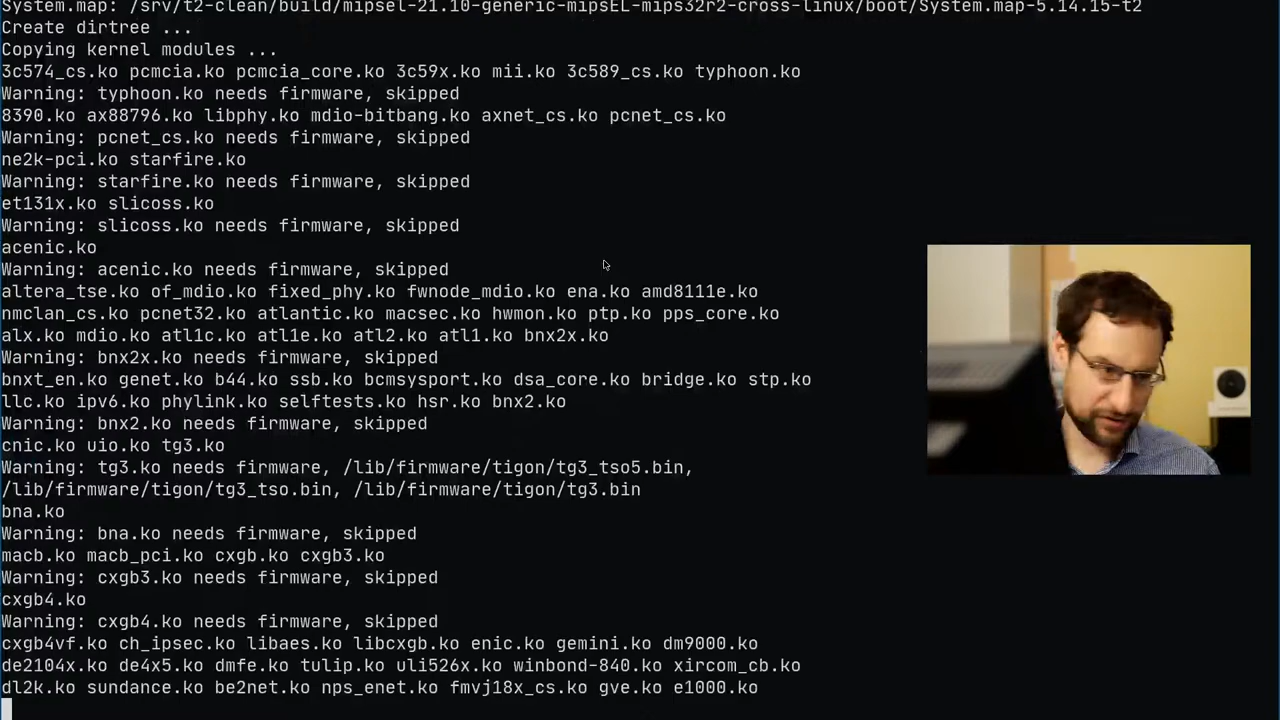 System.map: /srv/t2-clean/build/mipsel-21.10-generic-mipsEL-mips32r2-cross-linux/boot/System.map-5.14.15-t2
Create dirtree ...
Copying kernel modules ...
3c574_cs.ko pcmcia.ko pcmcia_core.ko 3c59x.ko mii.ko 3c589_cs.ko typhoon.ko
Warning: typhoon.ko needs firmware, skipped
8390.ko ax88796.ko libphy.ko mdio-bitbang.ko axnet_cs.ko pcnet_cs.ko
Warning: pcnet_cs.ko needs firmware, skipped
ne2k-pci.ko starfire.ko
Warning: starfire.ko needs firmware, skipped
et131x.ko slicoss.ko
Warning: slicoss.ko needs firmware, skipped
acenic.ko
Warning: acenic.ko needs firmware, skipped
altera_tse.ko of_mdio.ko fixed_phy.ko fwnode_mdio.ko ena.ko amd8111e.ko
nmclan_cs.ko pcnet32.ko atlantic.ko macsec.ko hwmon.ko ptp.ko pps_core.ko
alx.ko mdio.ko atl1c.ko atl1e.ko atl2.ko atl1.ko bnx2x.ko
Warning: bnx2x.ko needs firmware, skipped
bnxt_en.ko genet.ko b44.ko ssb.ko bcmsysport.ko dsa_core.ko bridge.ko stp.ko
llc.ko ipv6.ko phylink.ko selftests.ko hsr.ko bnx2.ko
Warning: bnx2.ko needs firmware, skipped
cnic.ko uio.ko tg3.ko
Warning: tg3.ko needs firmware, /lib/firmware/tigon/tg3_tso5.bin,
/lib/firmware/tigon/tg3_tso.bin, /lib/firmware/tigon/tg3.bin
bna.ko
Warning: bna.ko needs firmware, skipped
macb.ko macb_pci.ko cxgb.ko cxgb3.ko
Warning: cxgb3.ko needs firmware, skipped
cxgb4.ko
Warning: cxgb4.ko needs firmware, skipped
cxgb4vf.ko ch_ipsec.ko libaes.ko libcxgb.ko enic.ko gemini.ko dm9000.ko
de2104x.ko de4x5.ko dmfe.ko tulip.ko uli526x.ko winbond-840.ko xircom_cb.ko
dl2k.ko sundance.ko be2net.ko nps_enet.ko fmvj18x_cs.ko gve.ko e1000.ko